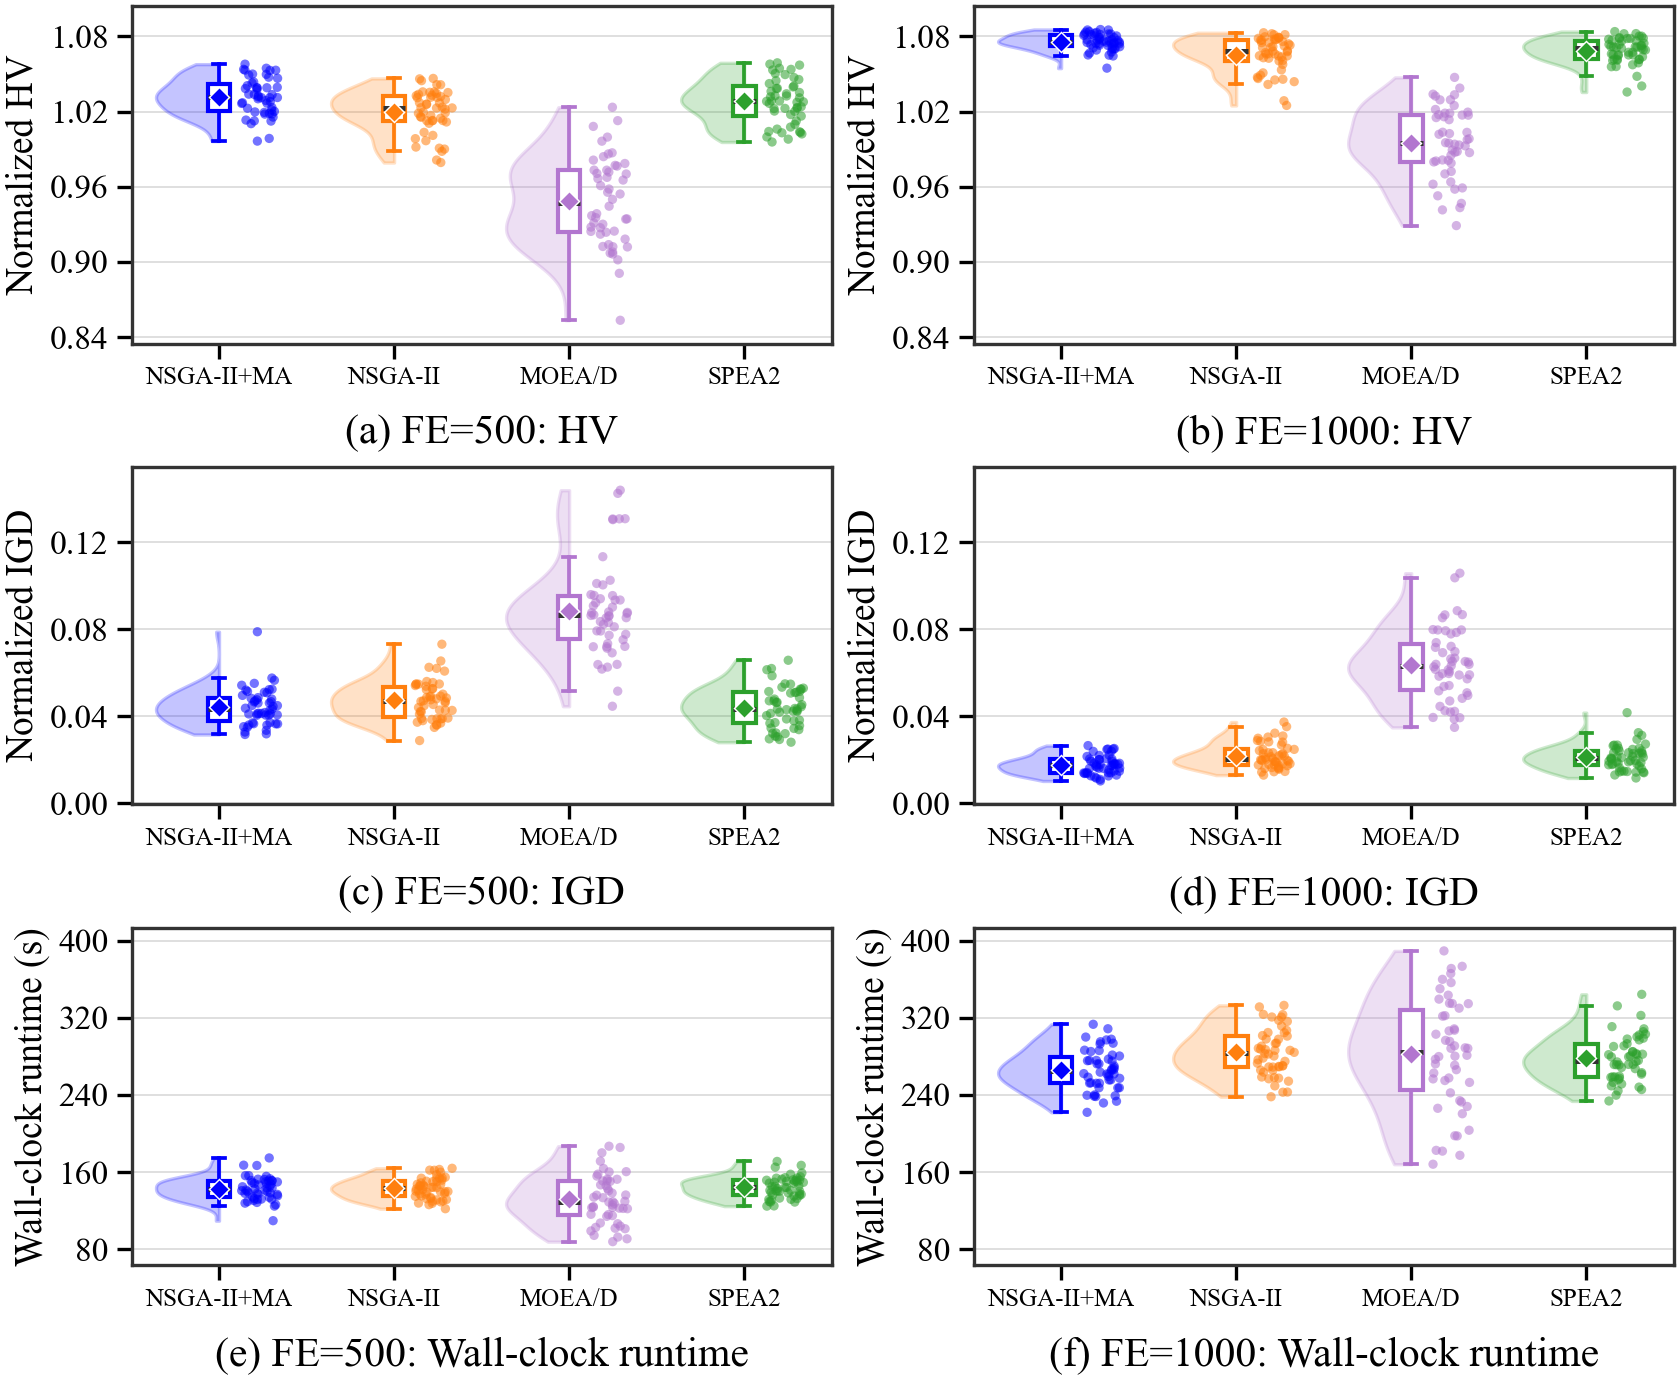 Normalized HV
1.08
1.02
0.96
0.90
0.84
NSGA-II+MA NSGA-II MOEA/D SPEA2
(a) FE=500: HV
Normalized HV
1.08
1.02
0.96
0.90
0.84
NSGA-II+MA NSGA-II MOEA/D SPEA2
(b) FE=1000: HV
Normalized IGD
0.12
0.08
0.04
0.00
NSGA-II+MA NSGA-II MOEA/D SPEA2
(c) FE=500: IGD
Normalized IGD
0.12
0.08
0.04
0.00
NSGA-II+MA NSGA-II MOEA/D SPEA2
(d) FE=1000: IGD
Wall-clock runtime (s)
400
320
240
160
80
NSGA-II+MA NSGA-II MOEA/D SPEA2
(e) FE=500: Wall-clock runtime
Wall-clock runtime (s)
400
320
240
160
80
NSGA-II+MA NSGA-II MOEA/D SPEA2
(f) FE=1000: Wall-clock runtime